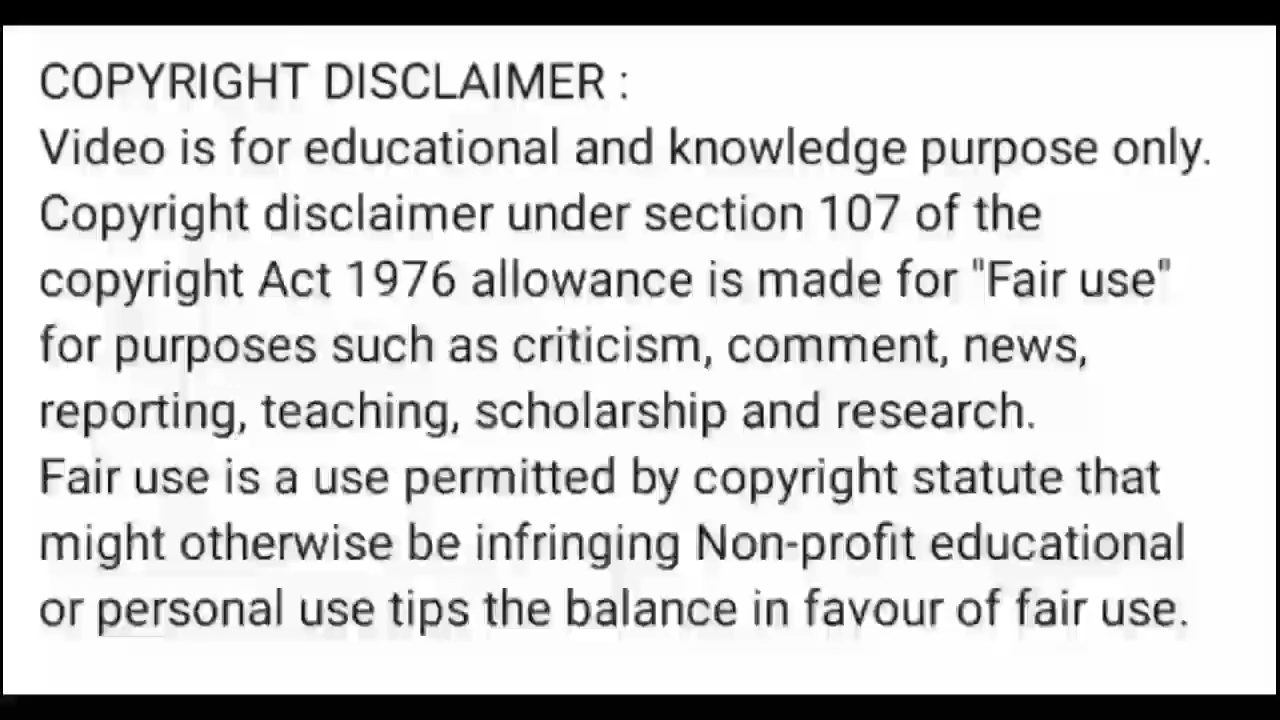 COPYRIGHT DISCLAIMER :
Video is for educational and knowledge purpose only.
Copyright disclaimer under section 107 of the
copyright Act 1976 allowance is made for "Fair use"
for purposes such as criticism, comment, news,
reporting, teaching, scholarship and research.
Fair use is a use permitted by copyright statute that
might otherwise be infringing Non-profit educational
or personal use tips the balance in favour of fair use.